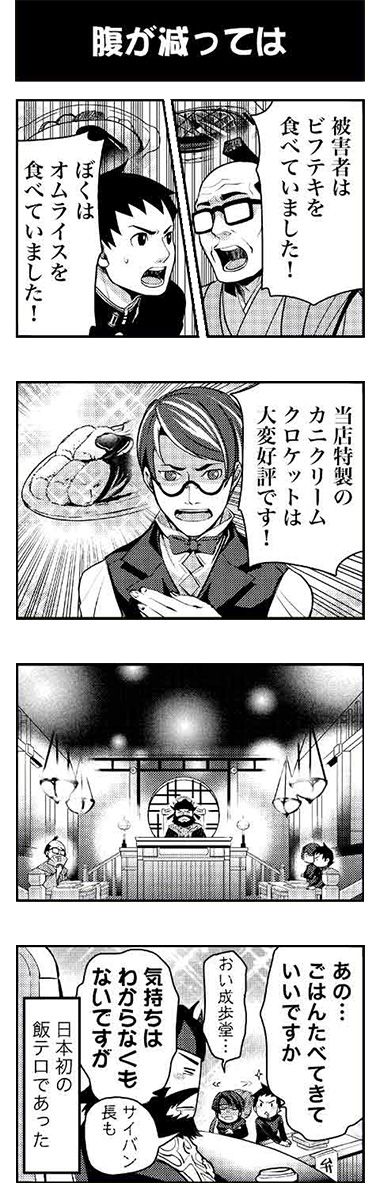 腹が減っては
被害者は
ビフテキを
食べていました!
ぼくは
オムライスを
食べていました!
当店特製の
カニクリーム
クロケットは
大変好評です!
あの…
ごはんたべてきて
いいですか
おい成歩堂…
気持ちは
わからなくも
ないですが
サイバン
長も
日本初の
飯テロであった